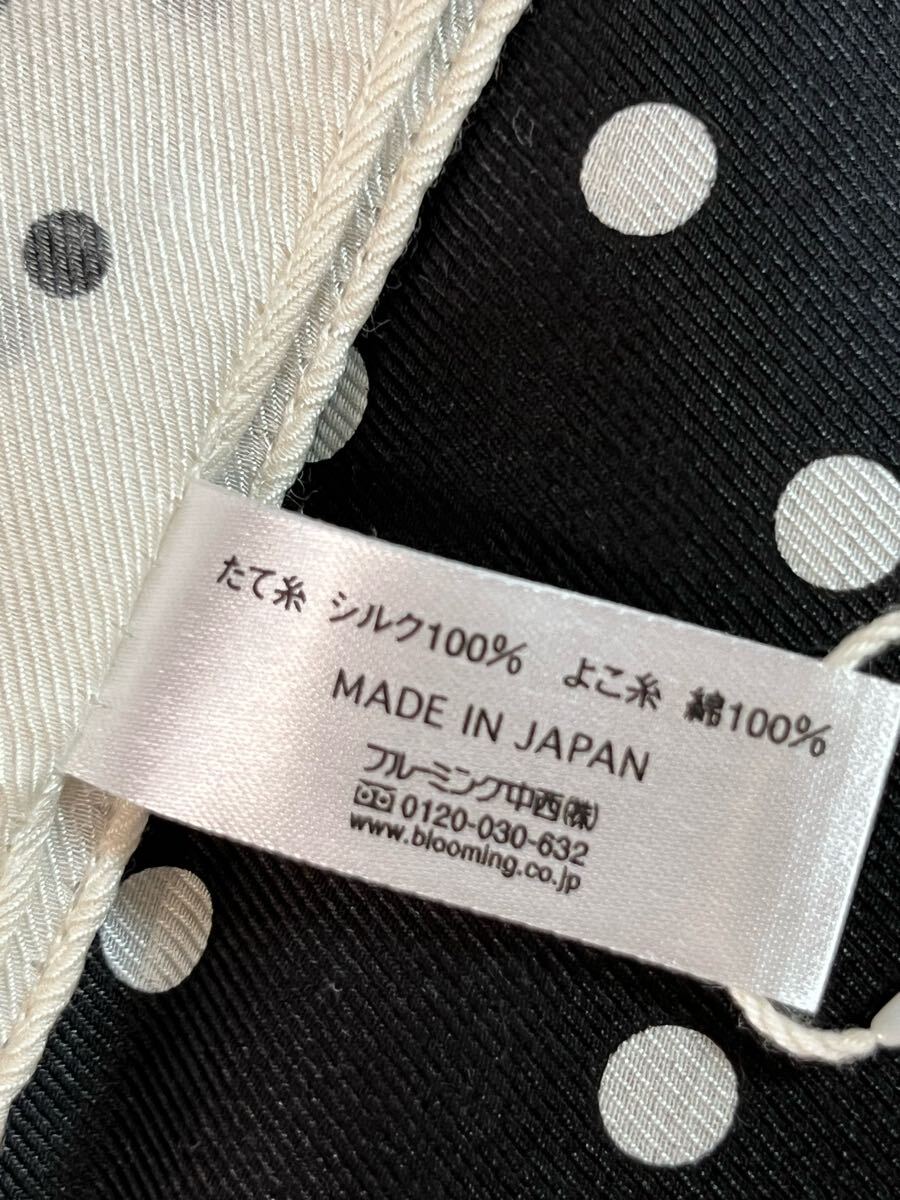 たて糸 シルク100% よこ糸 綿100%
MADE IN JAPAN
ブルーミング中西(株)
0120-030-632
www.blooming.co.jp